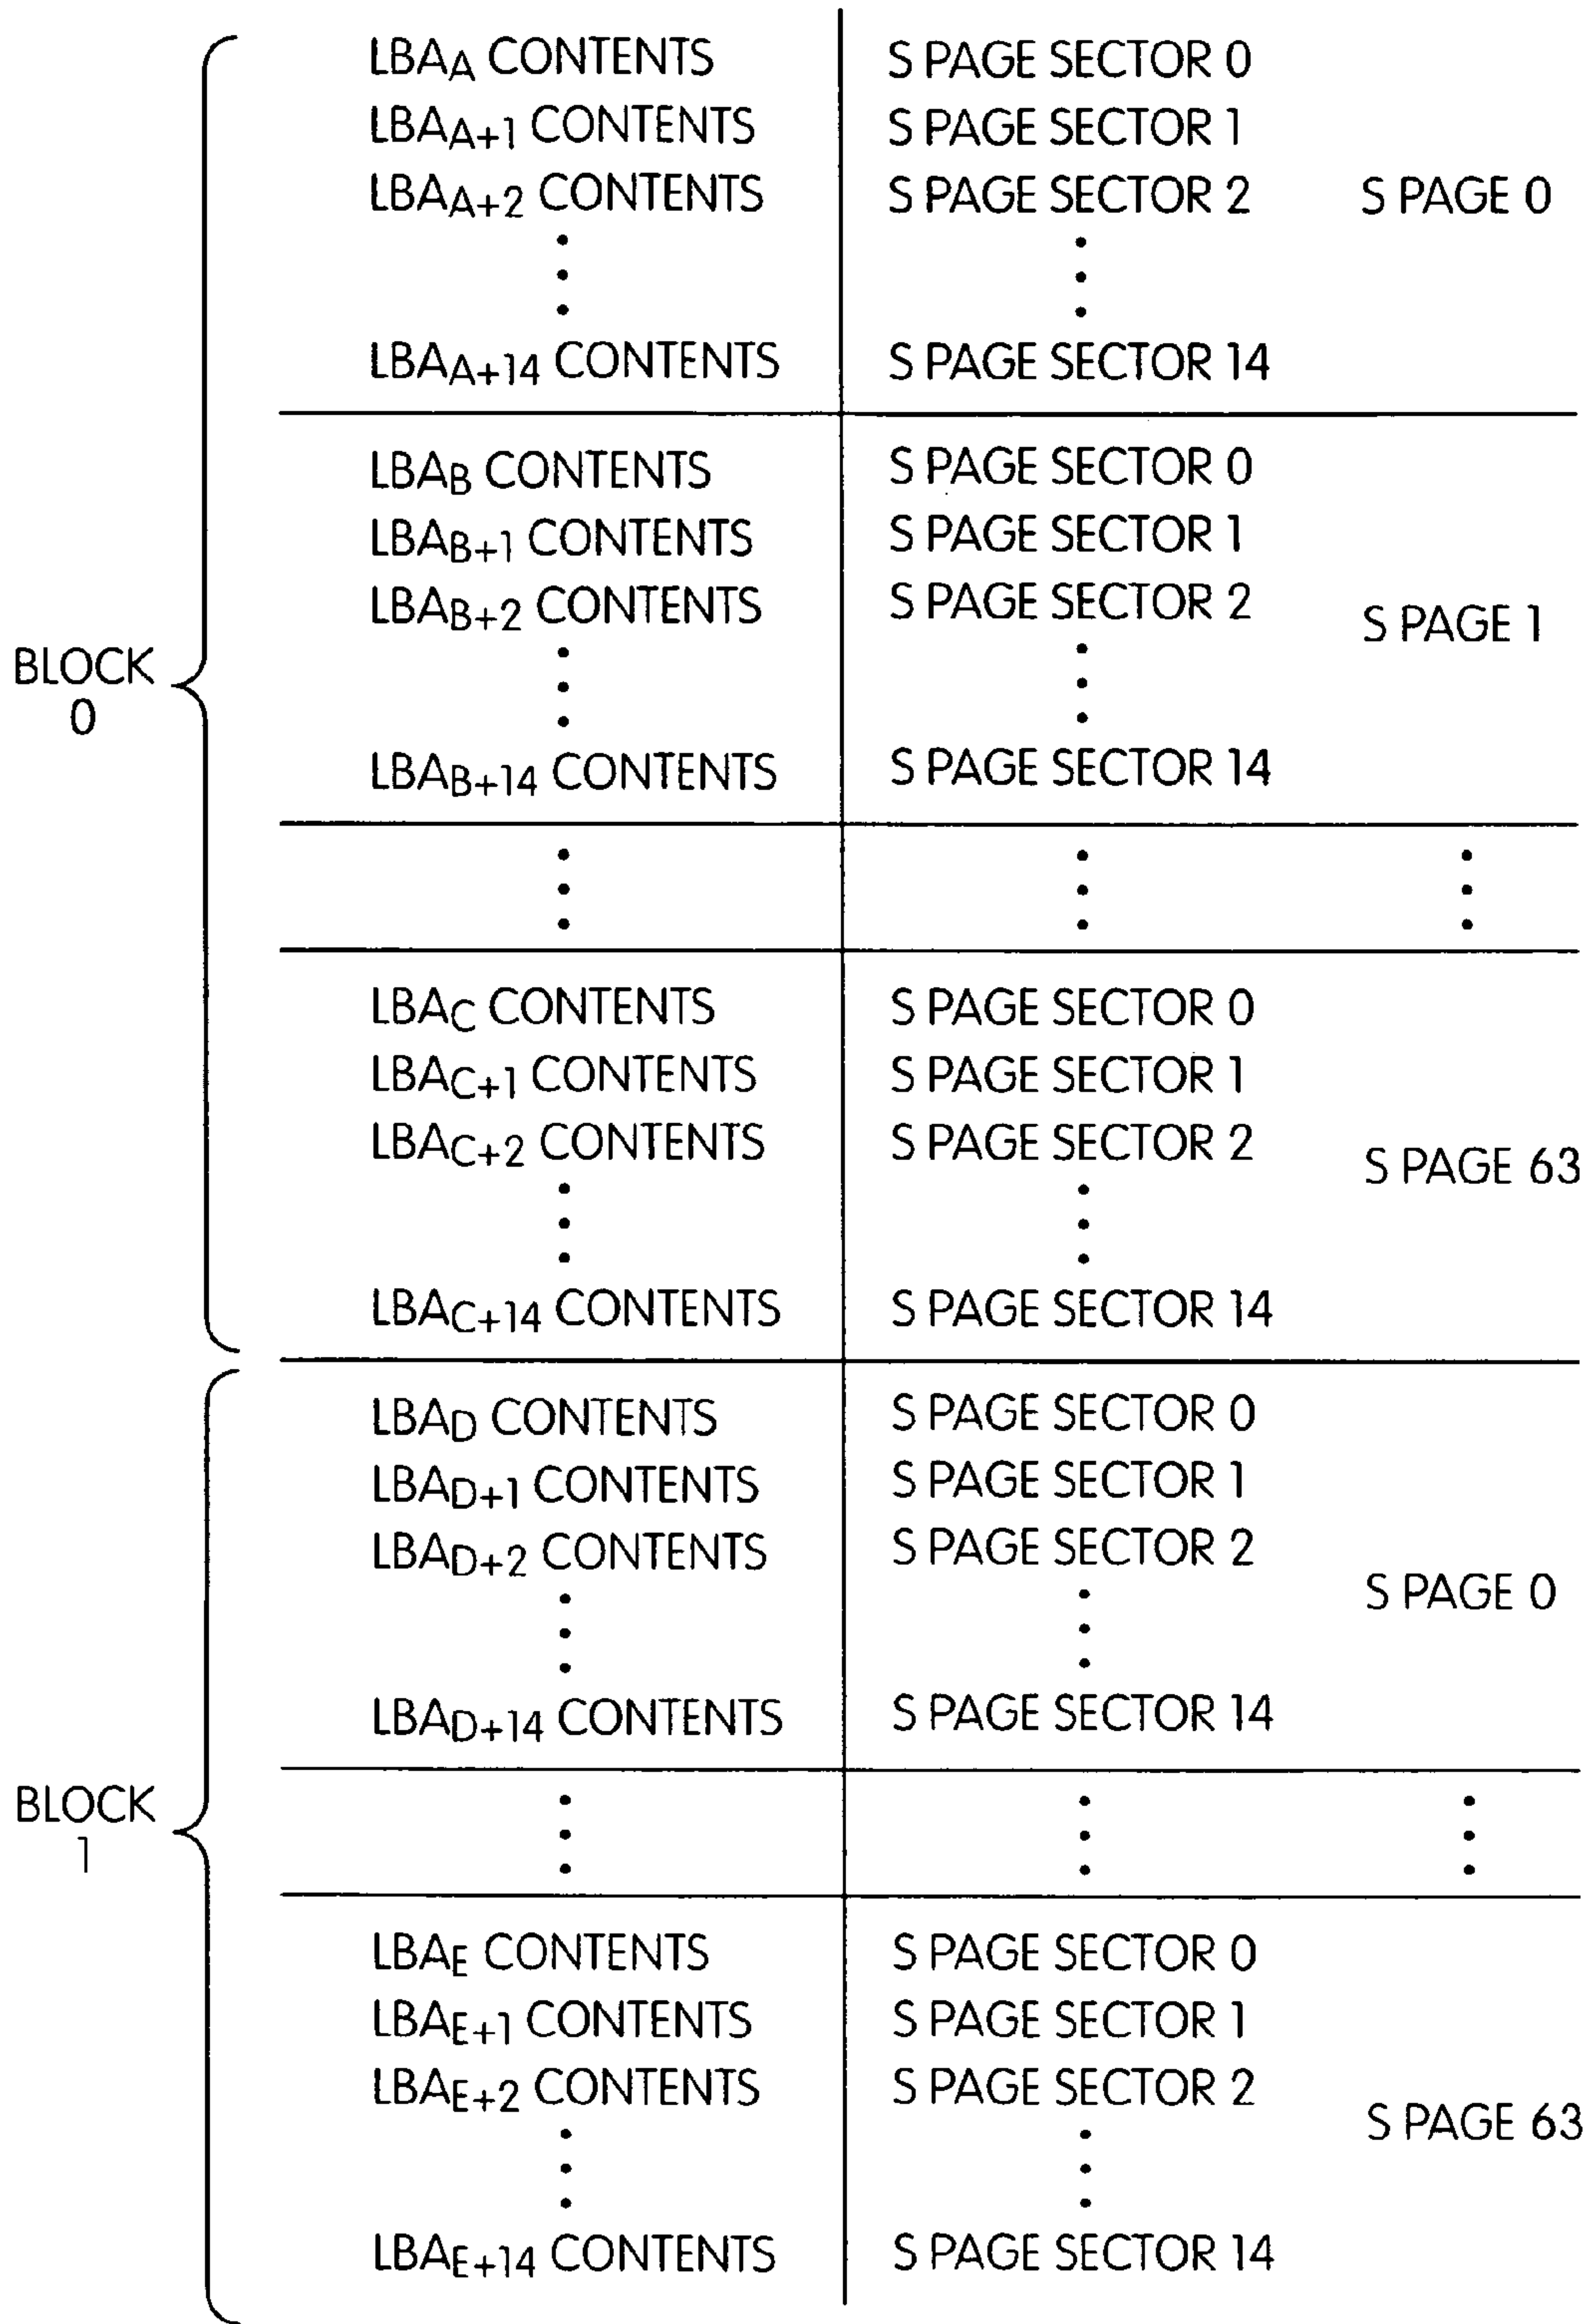 LBAA CONTENTS S PAGE SECTOR 0
LBAA+1 CONTENTS S PAGE SECTOR 1
LBAA+2 CONTENTS S PAGE SECTOR 2 S PAGE 0
LBAA+14 CONTENTS S PAGE SECTOR 14
LBAB CONTENTS S PAGE SECTOR 0
LBAB+1 CONTENTS S PAGE SECTOR 1
LBAB+2 CONTENTS S PAGE SECTOR 2 S PAGE 1
BLOCK
0
LBAB+14 CONTENTS S PAGE SECTOR 14
LBAC CONTENTS S PAGE SECTOR 0
LBAC+1 CONTENTS S PAGE SECTOR 1
LBAC+2 CONTENTS S PAGE SECTOR 2 S PAGE 63
LBAC+14 CONTENTS S PAGE SECTOR 14
LBAD CONTENTS S PAGE SECTOR 0
LBAD+1 CONTENTS S PAGE SECTOR 1
LBAD+2 CONTENTS S PAGE SECTOR 2 S PAGE 0
LBAD+14 CONTENTS S PAGE SECTOR 14
BLOCK
1
LBAE CONTENTS S PAGE SECTOR 0
LBAE+1 CONTENTS S PAGE SECTOR 1
LBAE+2 CONTENTS S PAGE SECTOR 2 S PAGE 63
LBAE+14 CONTENTS S PAGE SECTOR 14